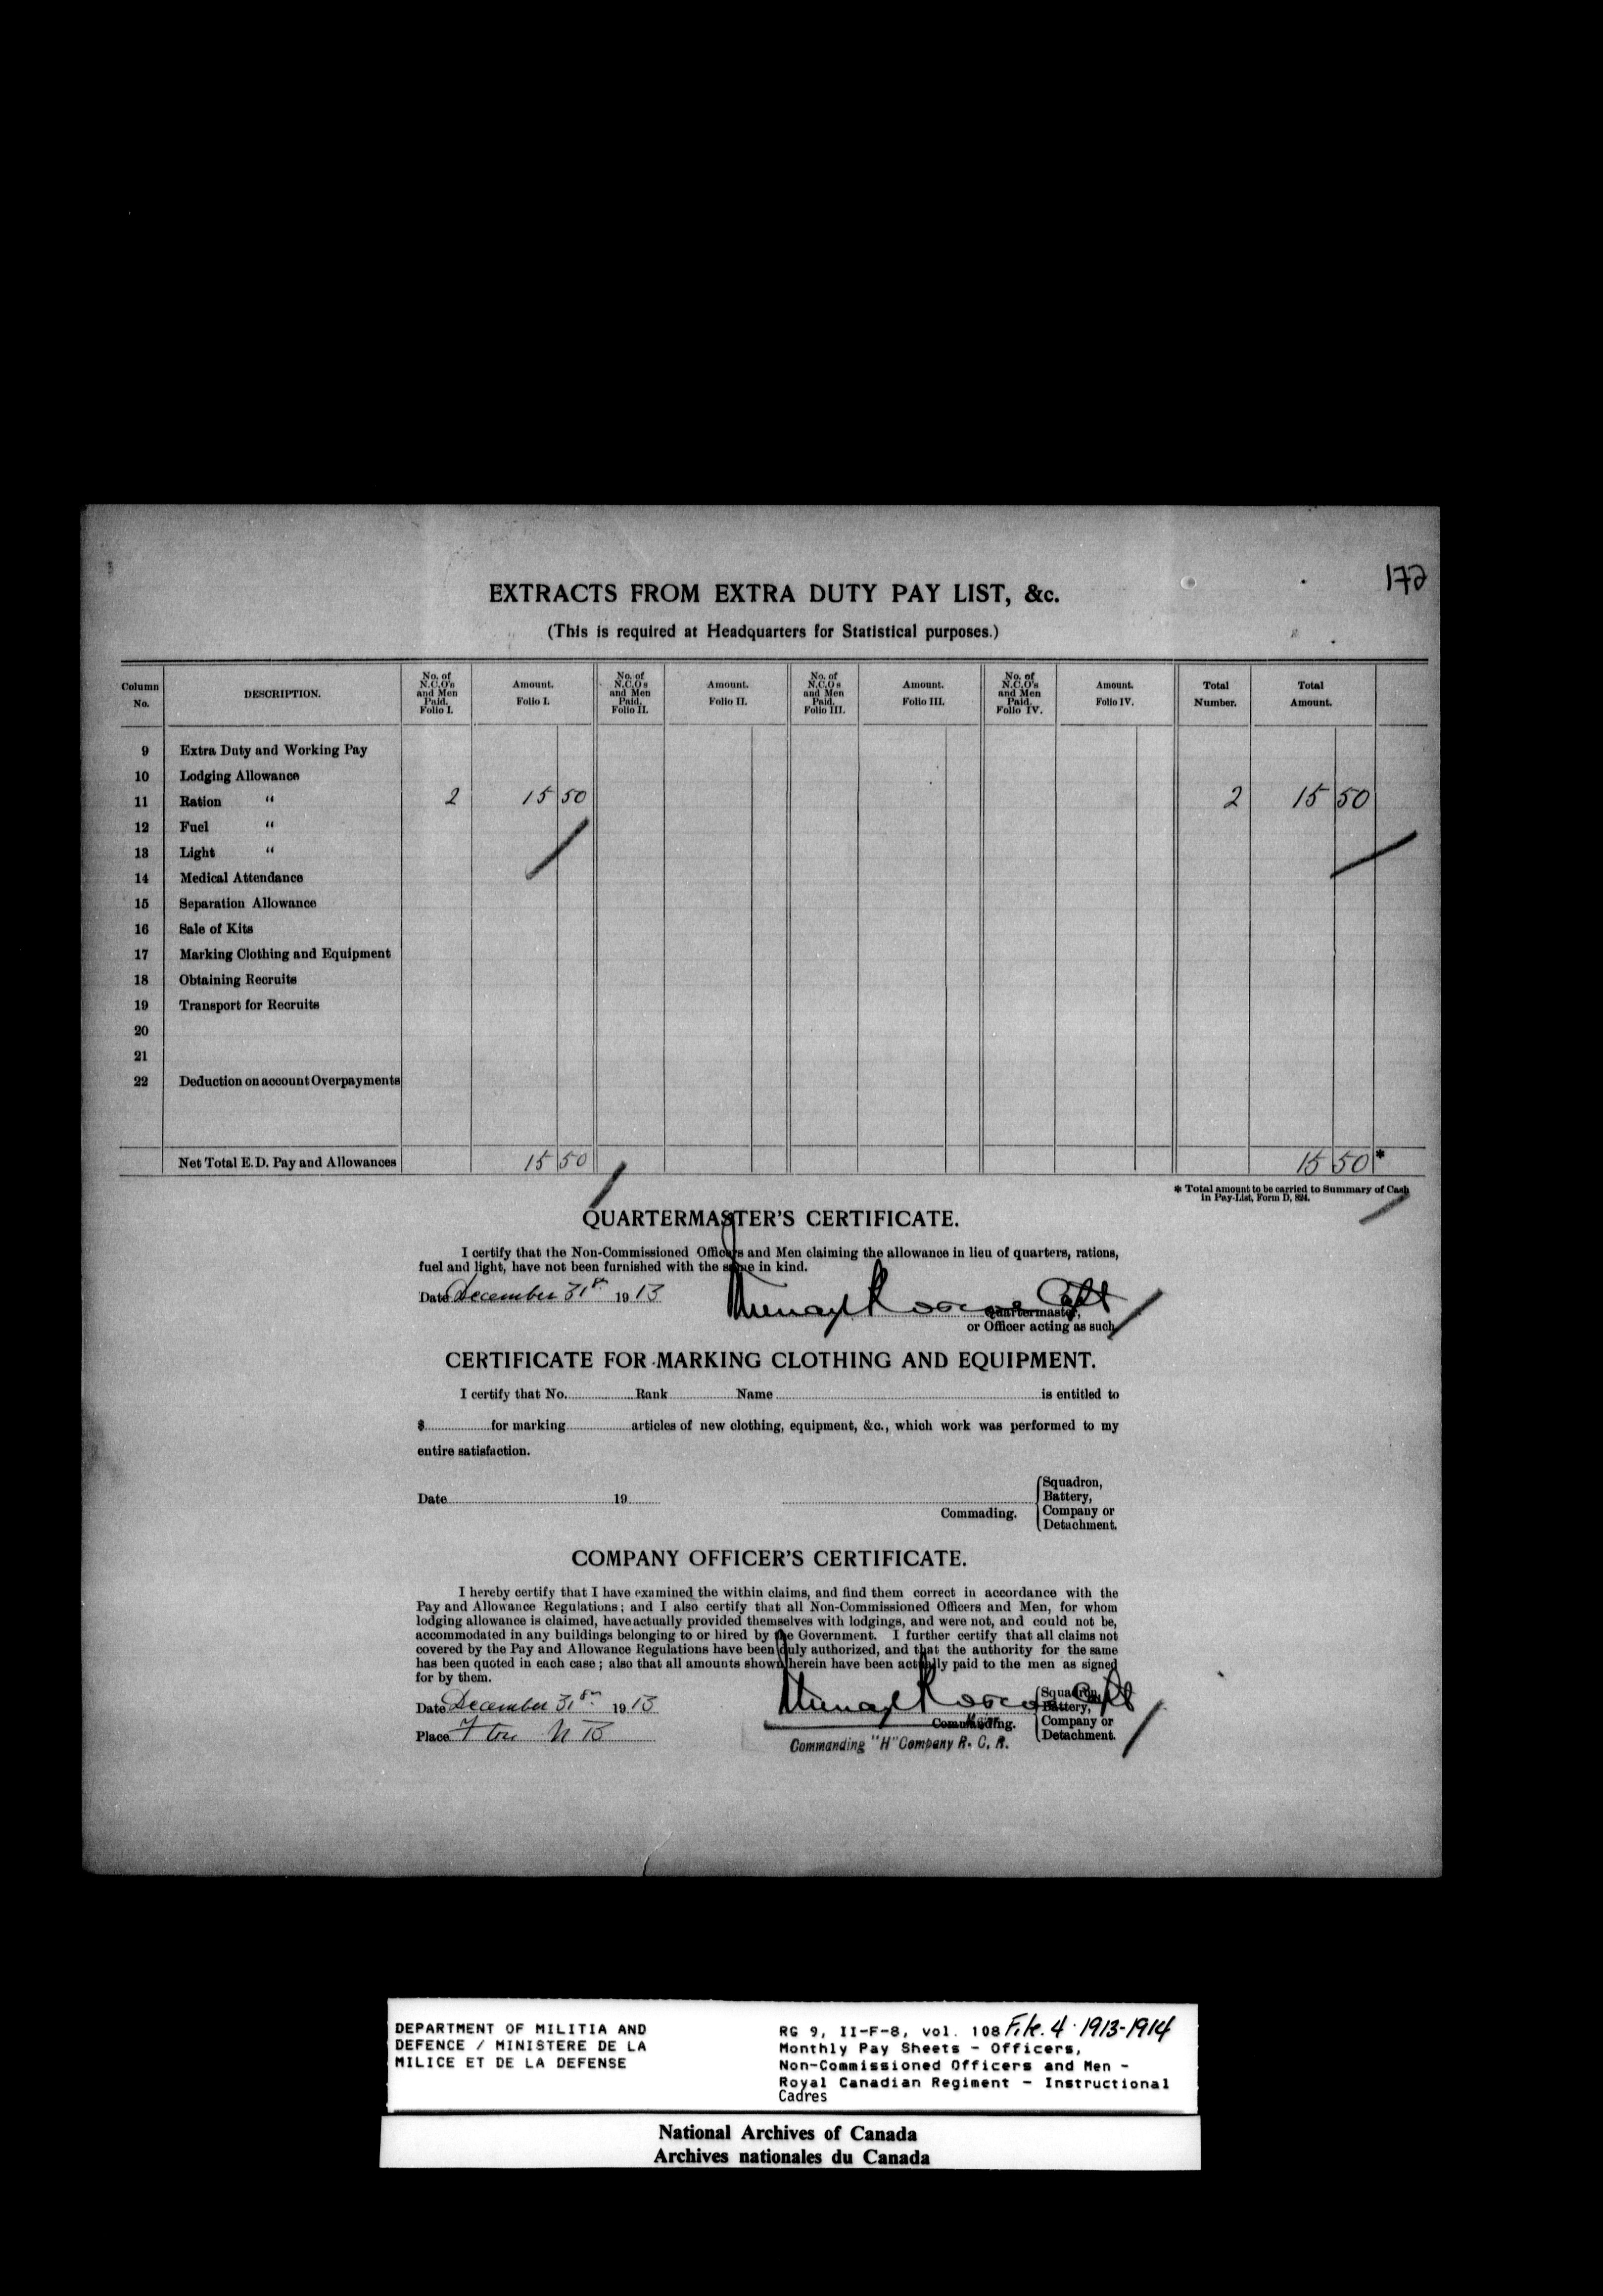 172
EXTRACTS FROM EXTRA DUTY PAY LIST, &c.
(This is required at Headquarters for Statistical purposes.)
Column No. DESCRIPTION. No. of N.C.O's and Men Paid. Folio I. Amount. Folio I. No. of N.C.O's and Men Paid. Folio II. Amount. Folio II. No. of N.C.O's and Men Paid. Folio III. Amount. Folio III. No. of N.C.O's and Men Paid. Folio IV. Amount. Folio IV. Total Number. Total Amount.
9 Extra Duty and Working Pay
10 Lodging Allowance
11 Ration " 2 15 50 2 15 50
12 Fuel "
13 Light "
14 Medical Attendance
15 Separation Allowance
16 Sale of Kits
17 Marking Clothing and Equipment
18 Obtaining Recruits
19 Transport for Recruits
20
21
22 Deduction on account Overpayments
Net Total E.D. Pay and Allowances 15 50 15 50 *
* Total amount to be carried to Summary of Cash
in Pay-List, Form D, 894.
QUARTERMASTER'S CERTIFICATE.
I certify that the Non-Commissioned Officers and Men claiming the allowance in lieu of quarters, rations,
fuel and light, have not been furnished with the same in kind.
Date December 31 1913 Capt
Quartermaster,
or Officer acting as such
CERTIFICATE FOR MARKING CLOTHING AND EQUIPMENT.
I certify that No. Rank Name is entitled to
$ for marking articles of new clothing, equipment, &c., which work was performed to my
entire satisfaction.
Date 19
Commading.
Squadron,
Battery,
Company or
Detachment.
COMPANY OFFICER'S CERTIFICATE.
I hereby certify that I have examined the within claims, and find them correct in accordance with the
Pay and Allowance Regulations; and I also certify that all Non-Commissioned Officers and Men, for whom
lodging allowance is claimed, have actually provided themselves with lodgings, and were not, and could not be,
accommodated in any buildings belonging to or hired by the Government. I further certify that all claims not
covered by the Pay and Allowance Regulations have been duly authorized, and that the authority for the same
has been quoted in each case; also that all amounts shown herein have been actually paid to the men as signed
for by them.
Date December 31 1913 Capt
Place F'ton N B
Commanding.
Squadron,
Battery,
Company or
Detachment.
Commanding "H" Company R. C. R.
DEPARTMENT OF MILITIA AND
DEFENCE / MINISTERE DE LA
MILICE ET DE LA DEFENSE
RG 9, II-F-8, vol. 108 File. 4. 1913-1914
Monthly Pay Sheets - Officers,
Non-Commissioned Officers and Men -
Royal Canadian Regiment - Instructional
Cadres
National Archives of Canada
Archives nationales du Canada